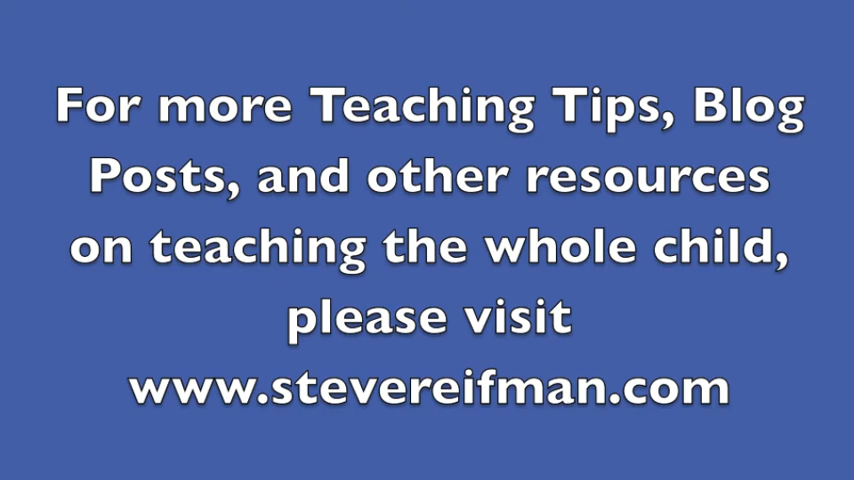 For more Teaching Tips, Blog
Posts, and other resources
on teaching the whole child,
please visit
www.stevereifman.com